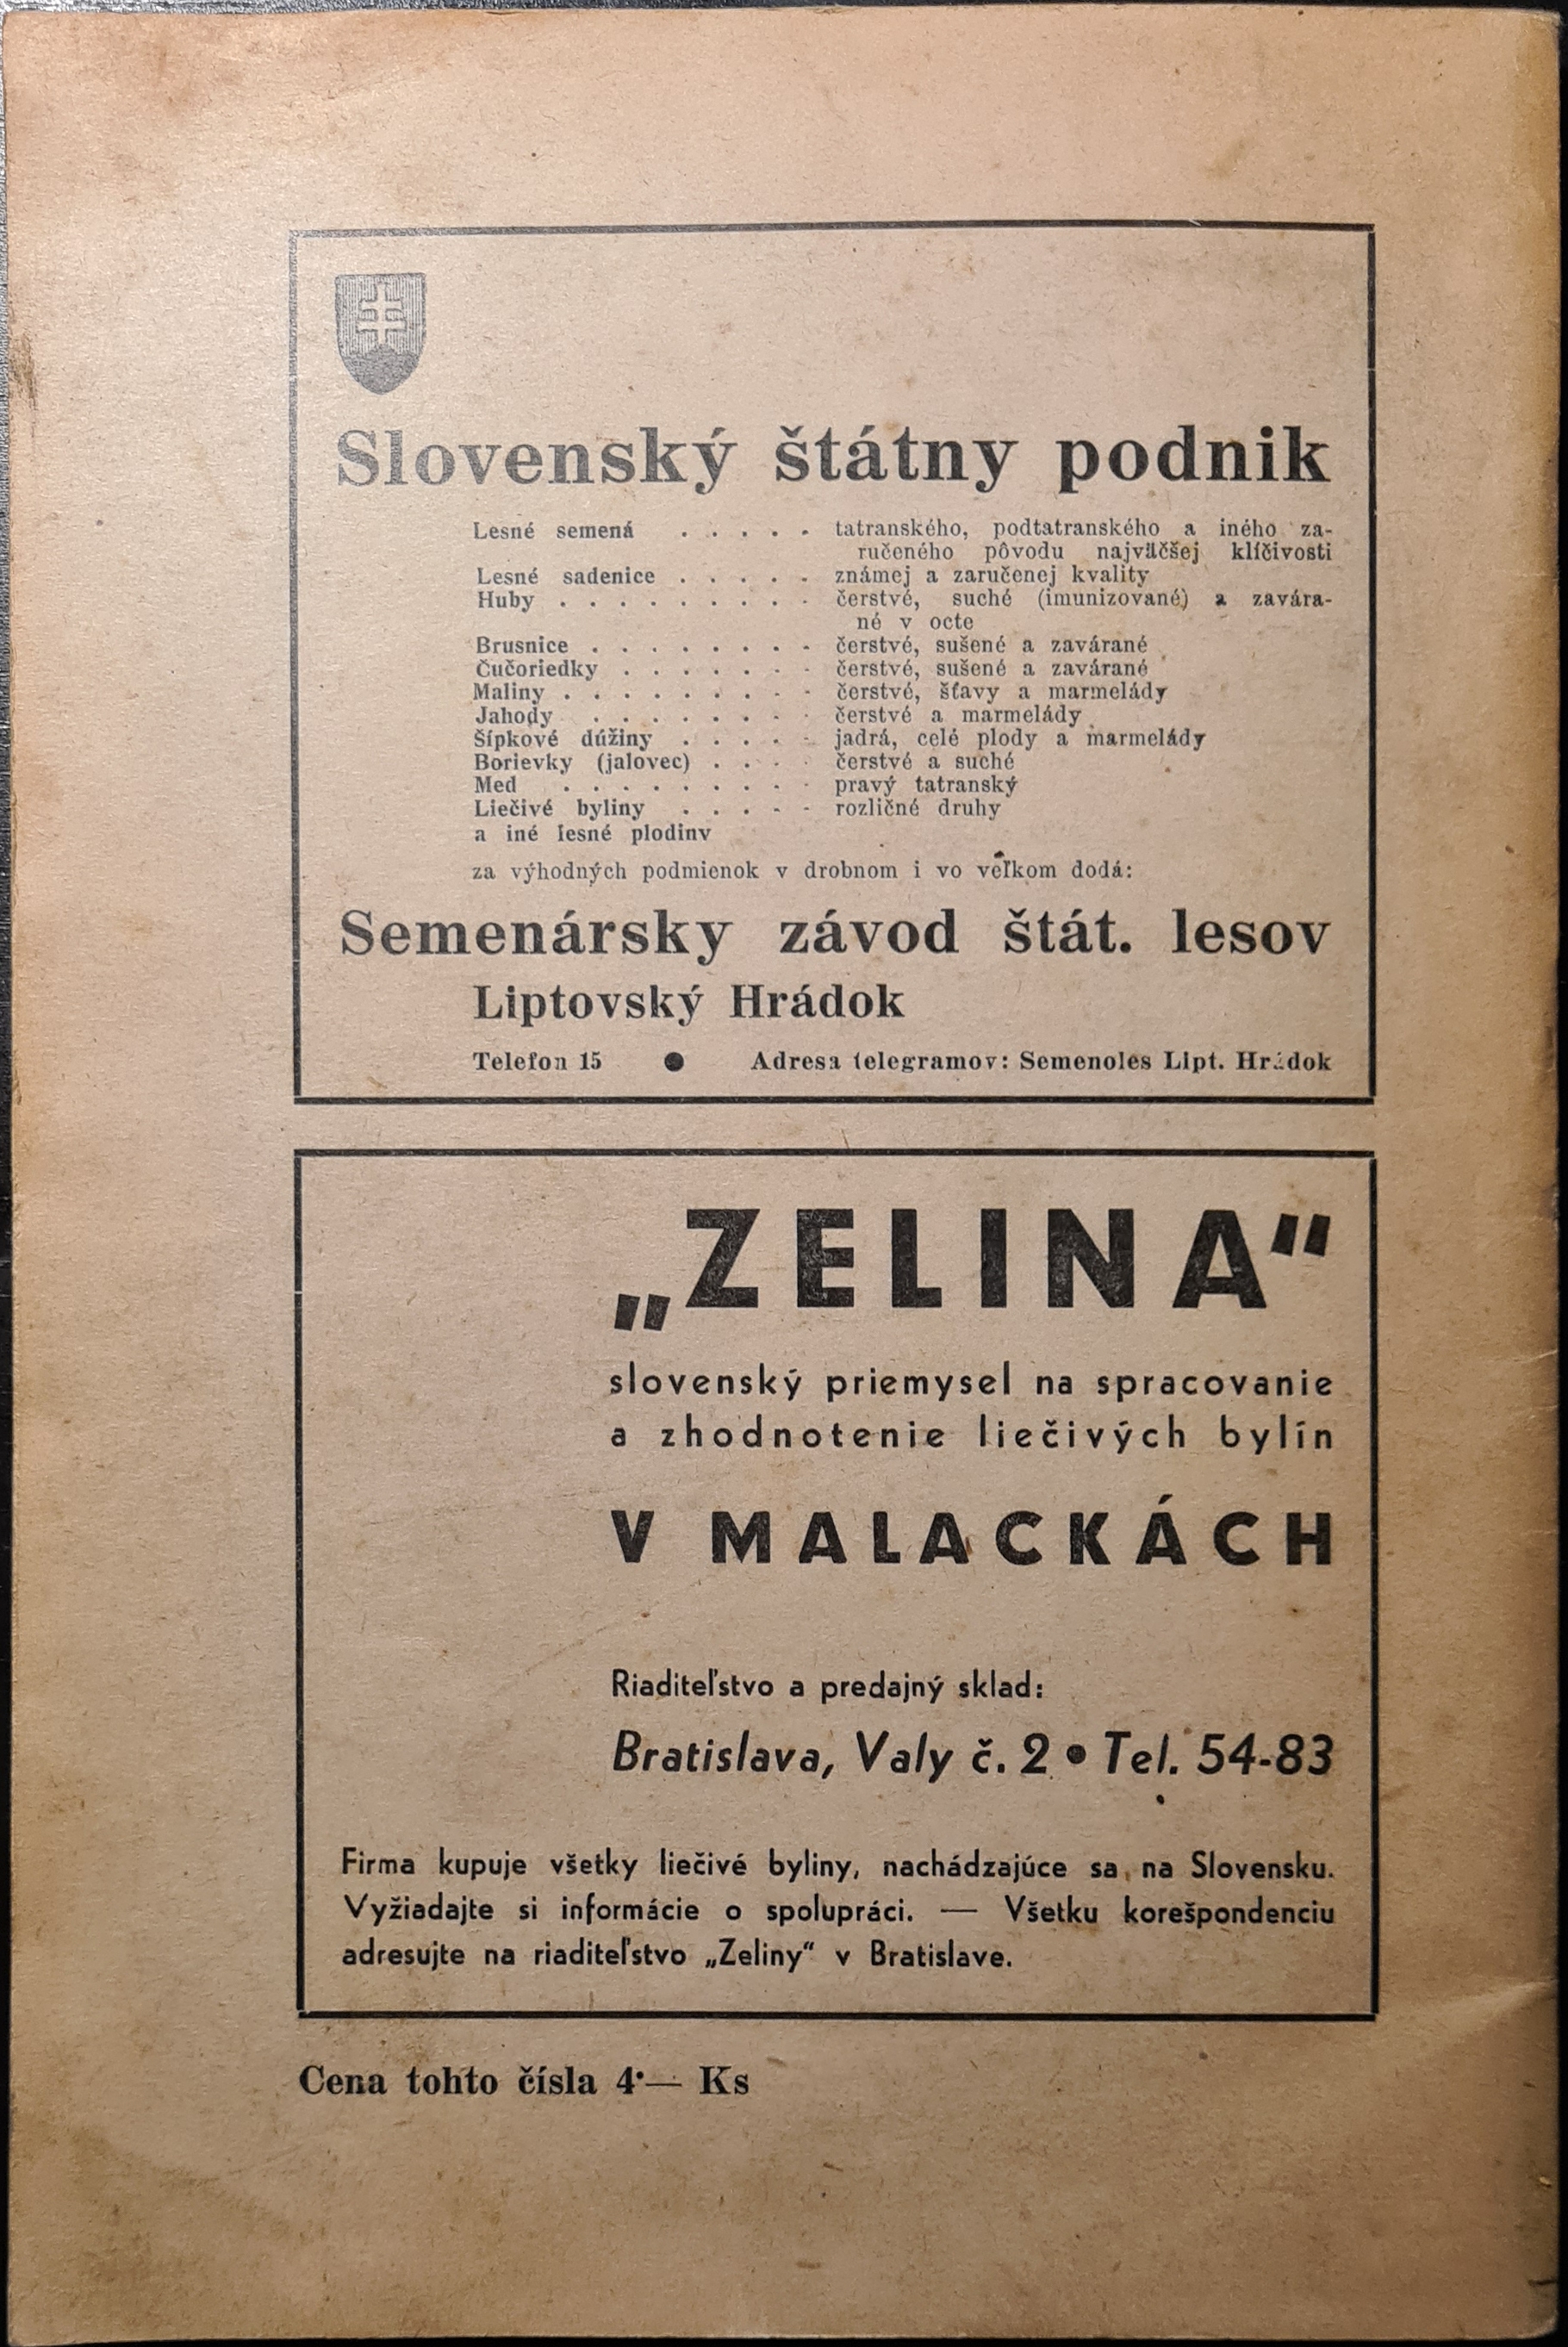 Slovenský štátny podnik
Lesné semená . . . . . tatranského, podtatranského a iného za-
ručeného pôvodu najväčšej klíčivosti
Lesné sadenice . . . . . známej a zaručenej kvality
Huby . . . . . . . . . čerstvé, suché (imunizované) a zavára-
né v octe
Brusnice . . . . . . . . čerstvé, sušené a zavárané
Čučoriedky . . . . . . . čerstvé, sušené a zavárané
Maliny . . . . . . . . . čerstvé, šťavy a marmelády
Jahody . . . . . . . . čerstvé a marmelády
Šípkové dúžiny . . . . . jadrá, celé plody a marmelády
Borievky (jalovec) . . . . čerstvé a suché
Med . . . . . . . . . pravý tatranský
Liečivé byliny . . . . . rozličné druhy
a iné lesné plodiny
za výhodných podmienok v drobnom i vo veľkom dodá:
Semenársky závod štát. lesov
Liptovský Hrádok
Telefon 15 ● Adresa telegramov: Semenoles Lipt. Hrádok
„ZELINA“
slovenský priemysel na spracovanie
a zhodnotenie liečivých bylín
V MALACKÁCH
Riaditeľstvo a predajný sklad:
Bratislava, Valy č. 2 • Tel. 54-83
Firma kupuje všetky liečivé byliny, nachádzajúce sa na Slovensku.
Vyžiadajte si informácie o spolupráci. — Všetku korešpondenciu
adresujte na riaditeľstvo „Zeliny“ v Bratislave.
Cena tohto čísla 4·— Ks